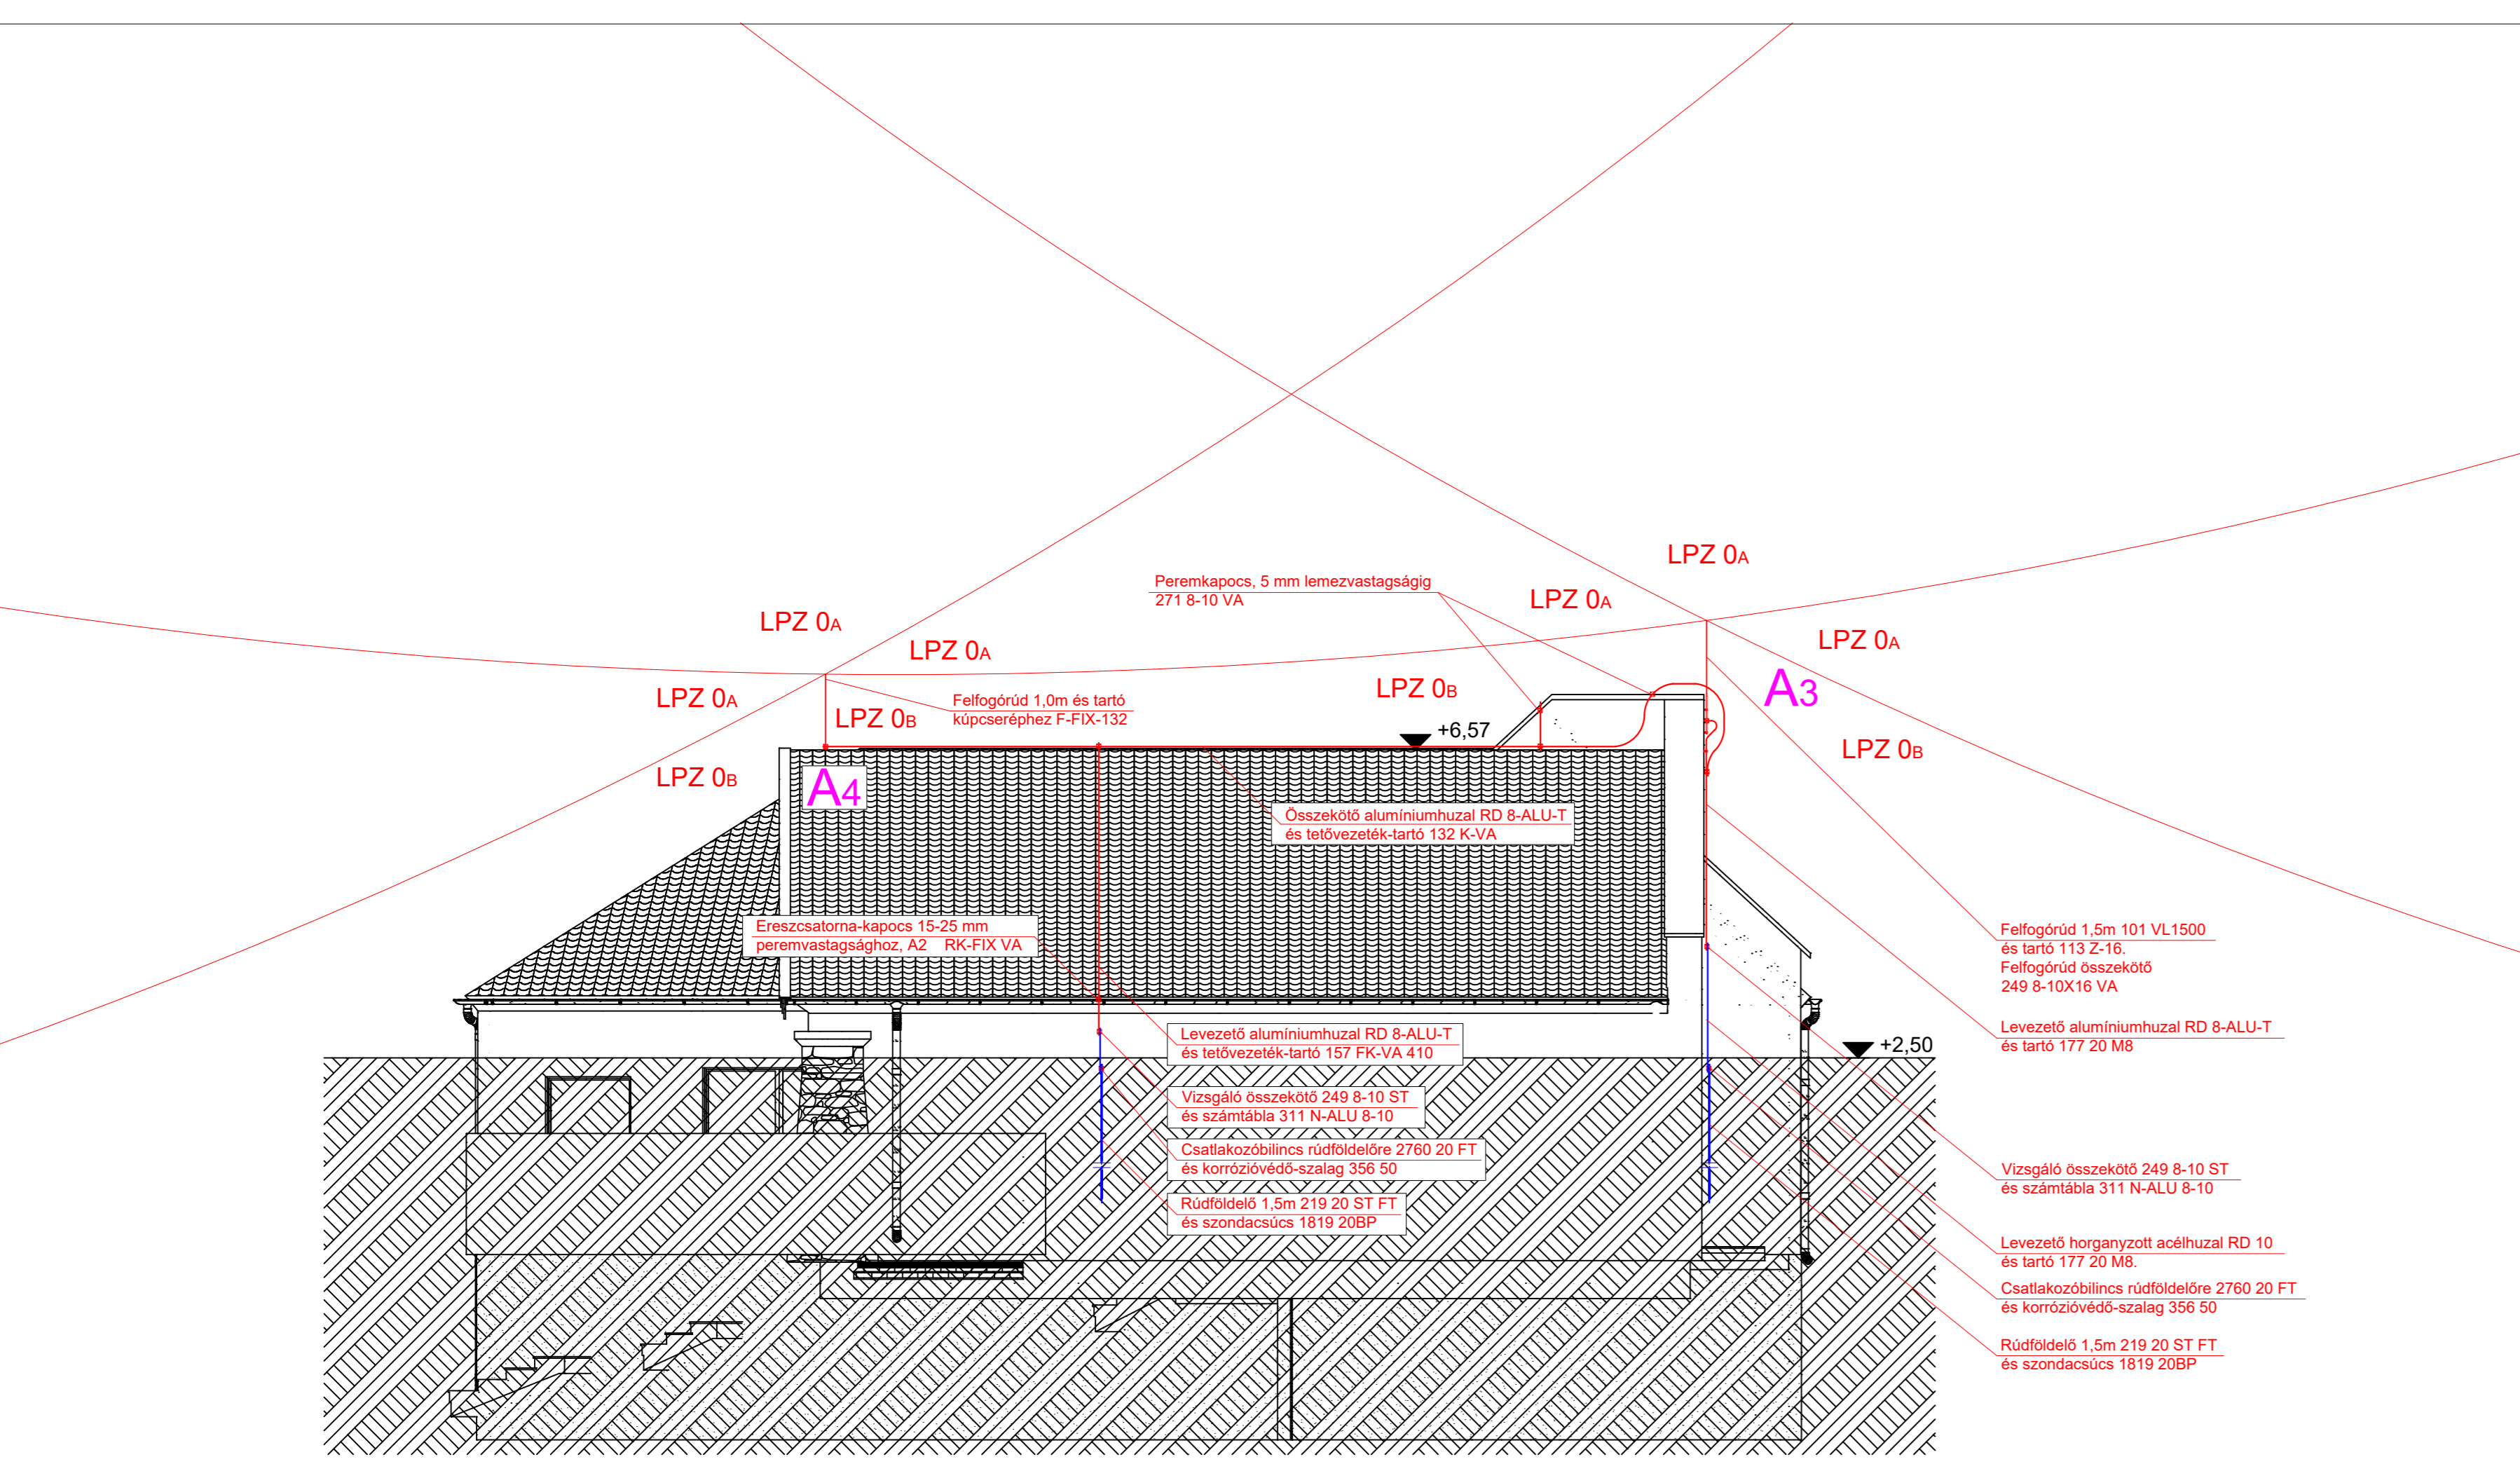 LPZ 0A
Peremkapocs, 5 mm lemezvastagságig
271 8-10 VA
LPZ 0A
LPZ 0A
LPZ 0A
LPZ 0A
A3
LPZ 0A
Felfogórúd 1,0m és tartó
kúpcseréphez F-FIX-132
LPZ 0B
LPZ 0B
+6,57
LPZ 0B
LPZ 0B
A4
Összekötő alumíniumhuzal RD 8-ALU-T
és tetővezeték-tartó 132 K-VA
Ereszcsatorna-kapocs 15-25 mm
peremvastagsághoz, A2 RK-FIX VA
Felfogórúd 1,5m 101 VL1500
és tartó 113 Z-16.
Felfogórúd összekötő
249 8-10X16 VA
Levezető alumíniumhuzal RD 8-ALU-T
és tetővezeték-tartó 157 FK-VA 410
+2,50
Levezető alumíniumhuzal RD 8-ALU-T
és tartó 177 20 M8
Vizsgáló összekötő 249 8-10 ST
és számtábla 311 N-ALU 8-10
Csatlakozóbilincs rúdföldelőre 2760 20 FT
és korrózióvédő-szalag 356 50
Vizsgáló összekötő 249 8-10 ST
és számtábla 311 N-ALU 8-10
Rúdföldelő 1,5m 219 20 ST FT
és szondacsúcs 1819 20BP
Levezető horganyzott acélhuzal RD 10
és tartó 177 20 M8.
Csatlakozóbilincs rúdföldelőre 2760 20 FT
és korrózióvédő-szalag 356 50
Rúdföldelő 1,5m 219 20 ST FT
és szondacsúcs 1819 20BP